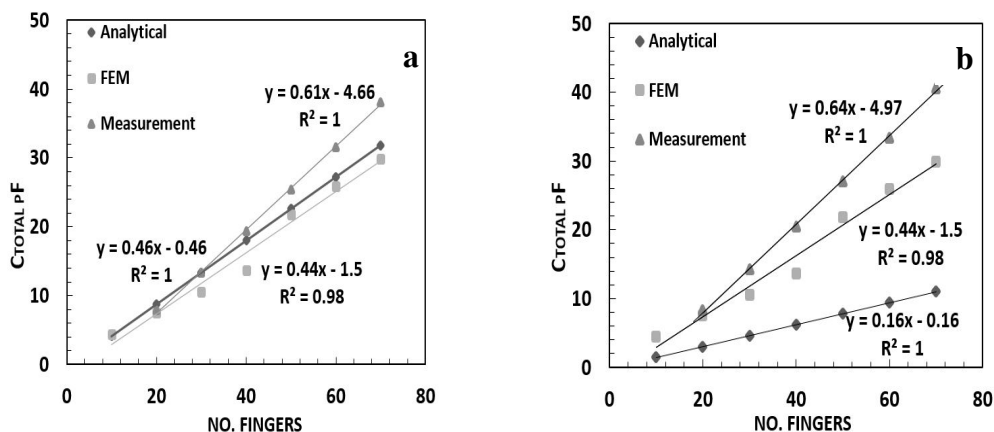 50
40
30
20
10
0
CTOTAL PF
Analytical
FEM
Measurement
a
y = 0.61x - 4.66
R² = 1
y = 0.46x - 0.46
R² = 1
y = 0.44x - 1.5
R² = 0.98
0 20 40 60 80
NO. FINGERS
50
40
30
20
10
0
CTOTAL PF
Analytical
FEM
Measurement
b
y = 0.64x - 4.97
R² = 1
y = 0.44x - 1.5
R² = 0.98
y = 0.16x - 0.16
R² = 1
0 20 40 60 80
NO. FINGERS